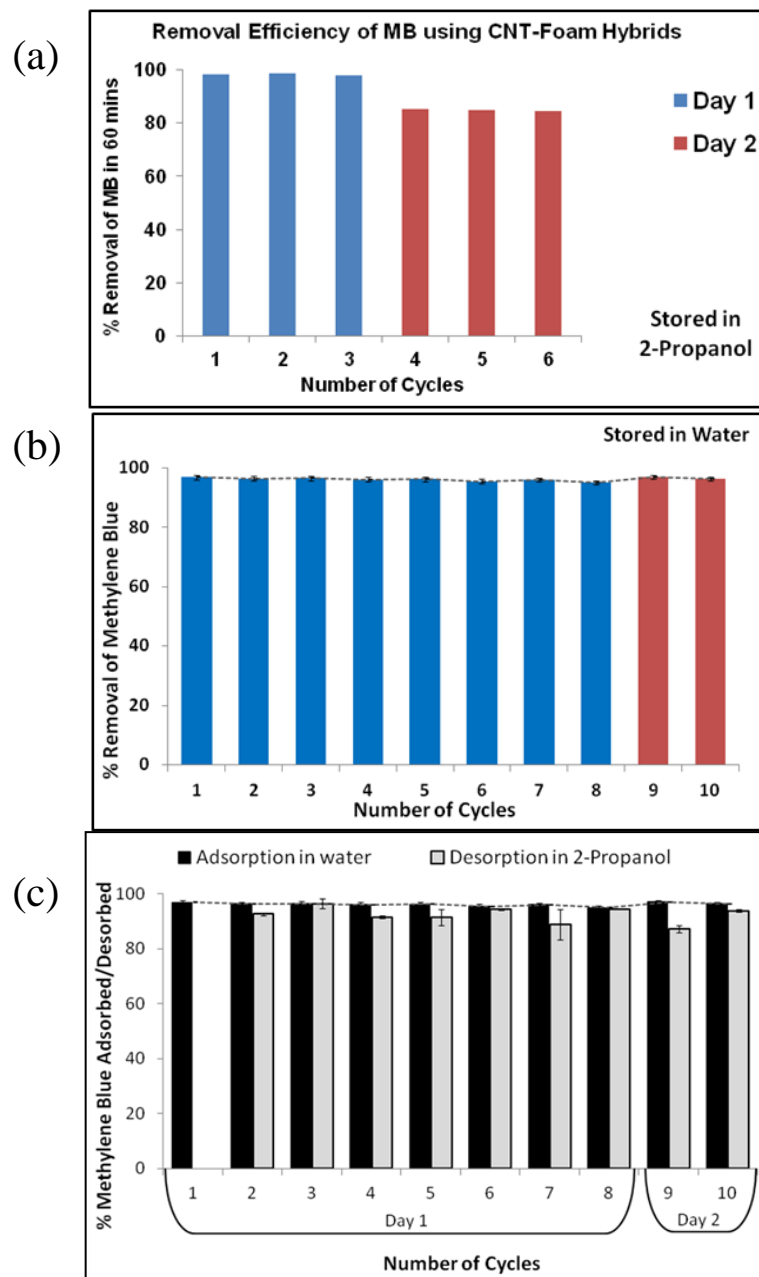 (a)
Removal Efficiency of MB using CNT-Foam Hybrids
% Removal of MB in 60 mins
100
80
60
40
20
0
1 2 3 4 5 6
Number of Cycles
Day 1
Day 2
Stored in
2-Propanol
(b)
Stored in Water
% Removal of Methylene Blue
100
80
60
40
20
0
1 2 3 4 5 6 7 8 9 10
Number of Cycles
(c)
Adsorption in water Desorption in 2-Propanol
% Methylene Blue Adsorbed/Desorbed
100
80
60
40
20
0
1 2 3 4 5 6 7 8 9 10
Day 1 Day 2
Number of Cycles